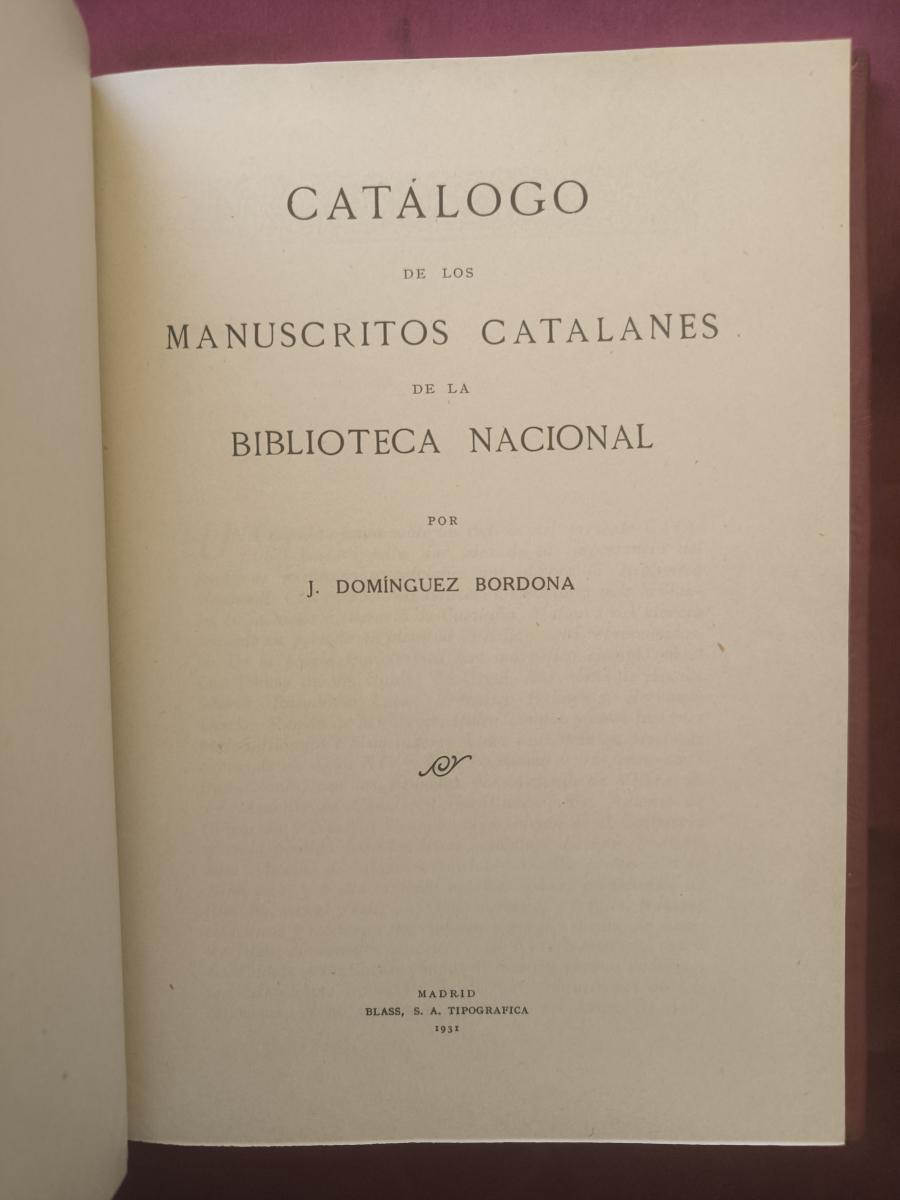 CATÁLOGO
DE LOS
MANUSCRITOS CATALANES
DE LA
BIBLIOTECA NACIONAL
POR
J. DOMÍNGUEZ BORDONA
MADRID
BLASS, S. A. TIPOGRAFICA
1931